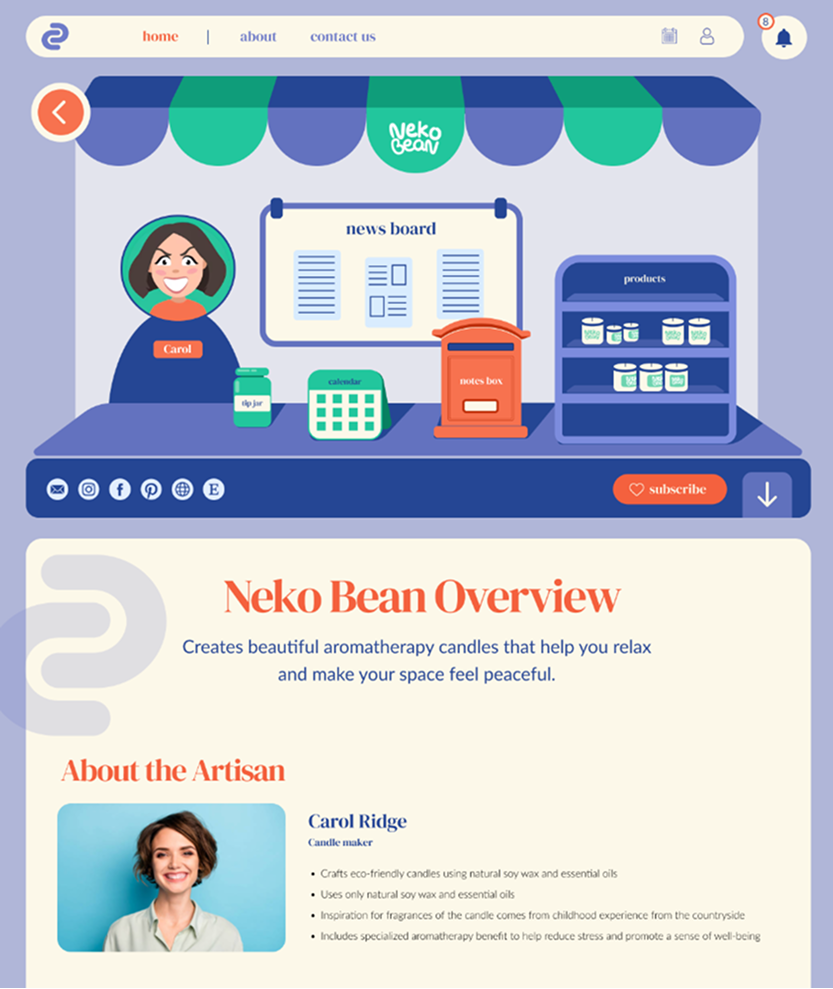 home | about contact us
8
Neko
Bean
news board
products
Carol
tip jar
calendar
notes box
E
subscribe
Neko Bean Overview
Creates beautiful aromatherapy candles that help you relax
and make your space feel peaceful.
About the Artisan
Carol Ridge
Candle maker
• Crafts eco-friendly candles using natural soy wax and essential oils
• Uses only natural soy wax and essential oils
• Inspiration for fragrances of the candle comes from childhood experience from the countryside
• Includes specialized aromatherapy benefit to help reduce stress and promote a sense of well-being